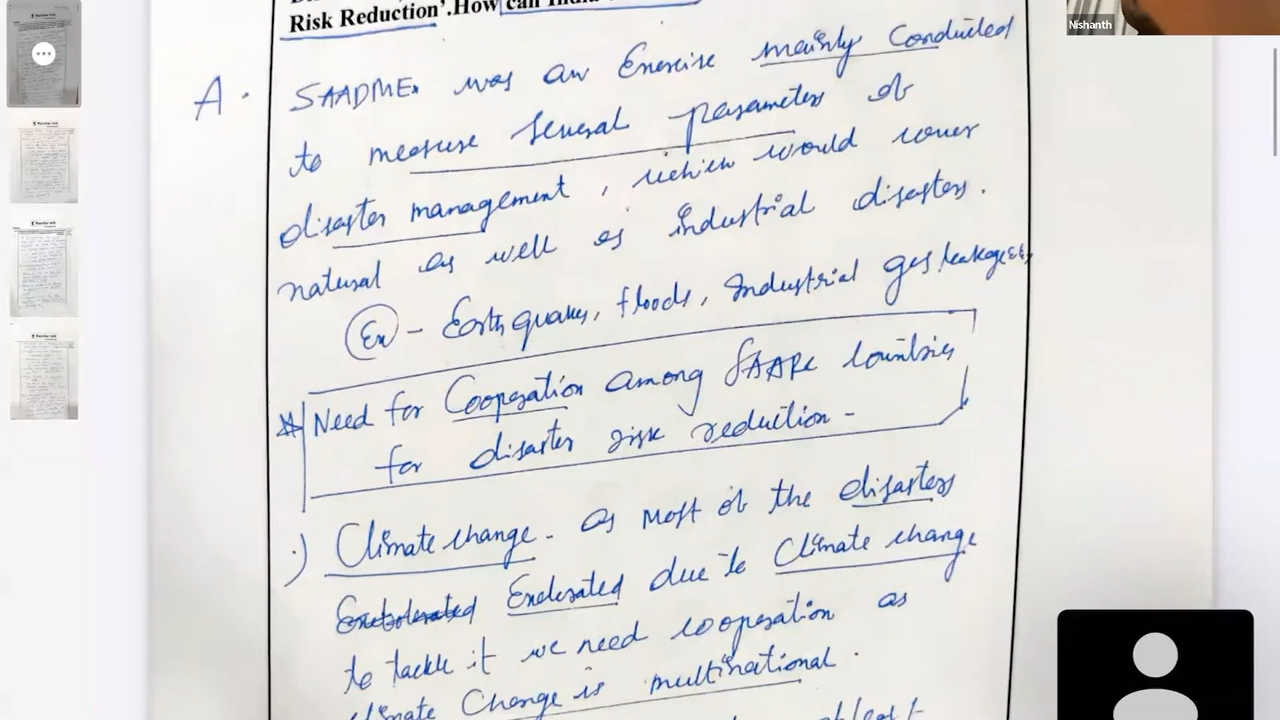 Risk Reduction'. How can India
Nishanth
A. SAADMEx was an Exercise mainly Conducted
to measure several parameters of
disaster management, which would cover
natural as well as industrial disasters.
(Ex) - Earthquakes, floods, Industrial gas leakages etc,
Need for Cooperation among SAARC Countries
for disaster risk reduction -
.) Climate change - as most of the disasters
due to Climate change
to tackle it we need cooperation as
Climate Change is multinational.